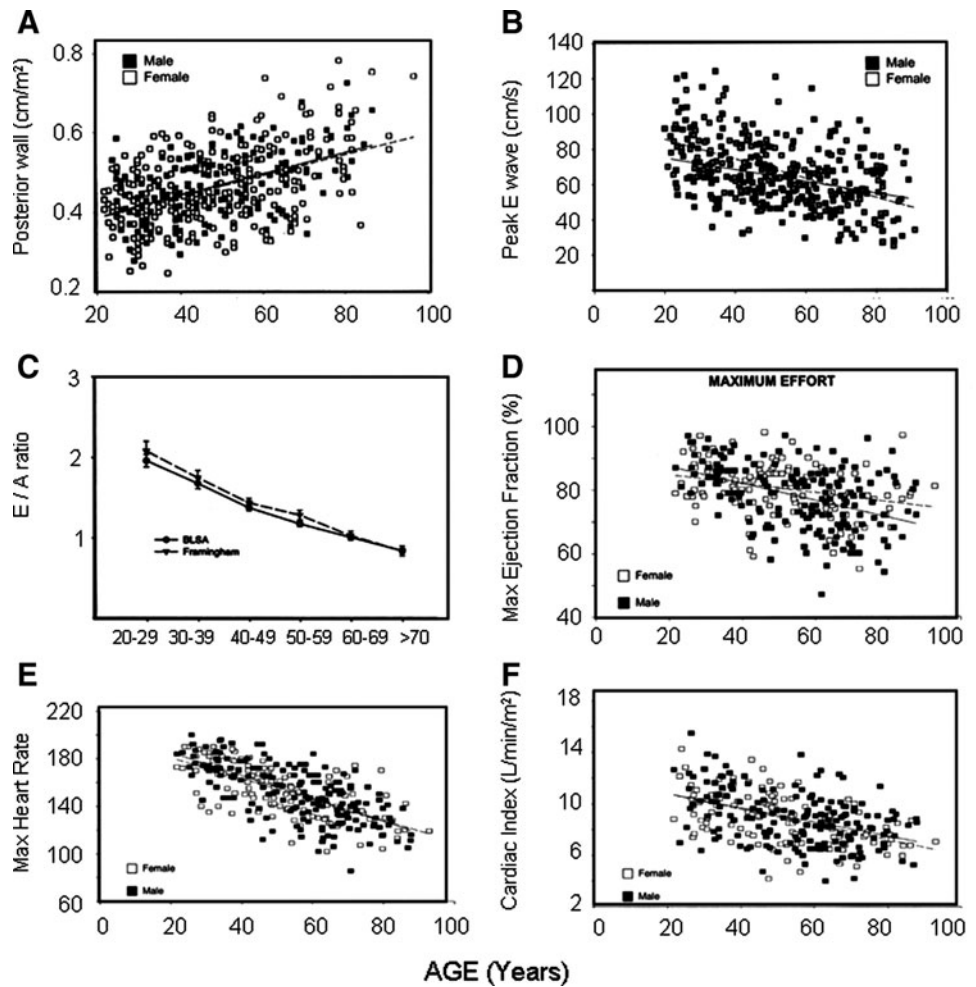 A
Posterior wall (cm/m²)
0.8
0.6
0.4
0.2
Male
Female
20 40 60 80 100
B
Peak E wave (cm/s)
140
120
100
80
60
40
20
Male
Female
0 20 40 60 80 100
C
E / A ratio
3
2
1
BLSA
Framingham
20-29 30-39 40-49 50-59 60-69 >70
D
MAXIMUM EFFORT
Max Ejection Fraction (%)
100
80
60
40
Female
Male
0 20 40 60 80 100
E
Max Heart Rate
220
180
140
100
60
Female
Male
0 20 40 60 80 100
F
Cardiac Index (L/min/m²)
18
14
10
6
2
Female
Male
0 20 40 60 80 100
AGE (Years)